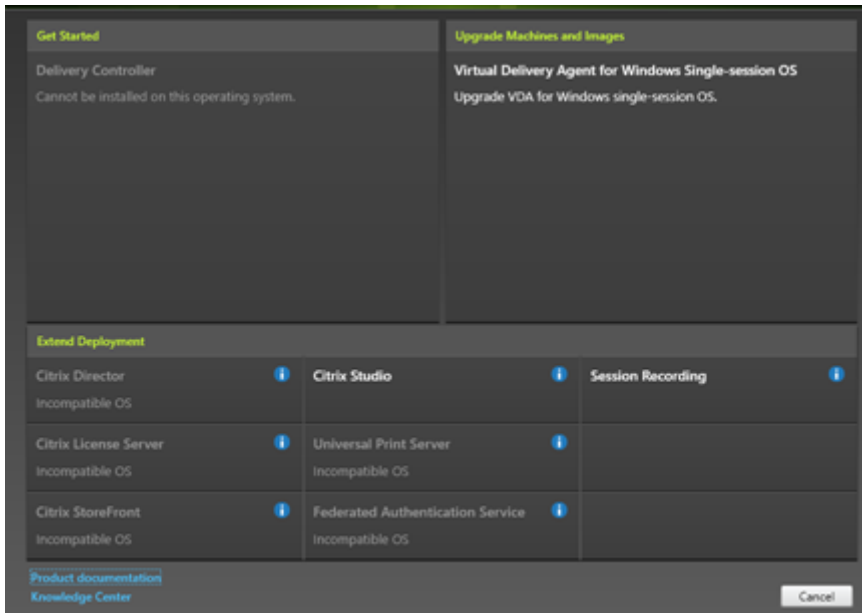 Get Started
Delivery Controller
Cannot be installed on this operating system.
Upgrade Machines and Images
Virtual Delivery Agent for Windows Single-session OS
Upgrade VDA for Windows single-session OS.
Extend Deployment
Citrix Director
Incompatible OS
Citrix Studio
Session Recording
Citrix License Server
Incompatible OS
Universal Print Server
Incompatible OS
Citrix StoreFront
Incompatible OS
Federated Authentication Service
Incompatible OS
Product documentation
Knowledge Center
Cancel